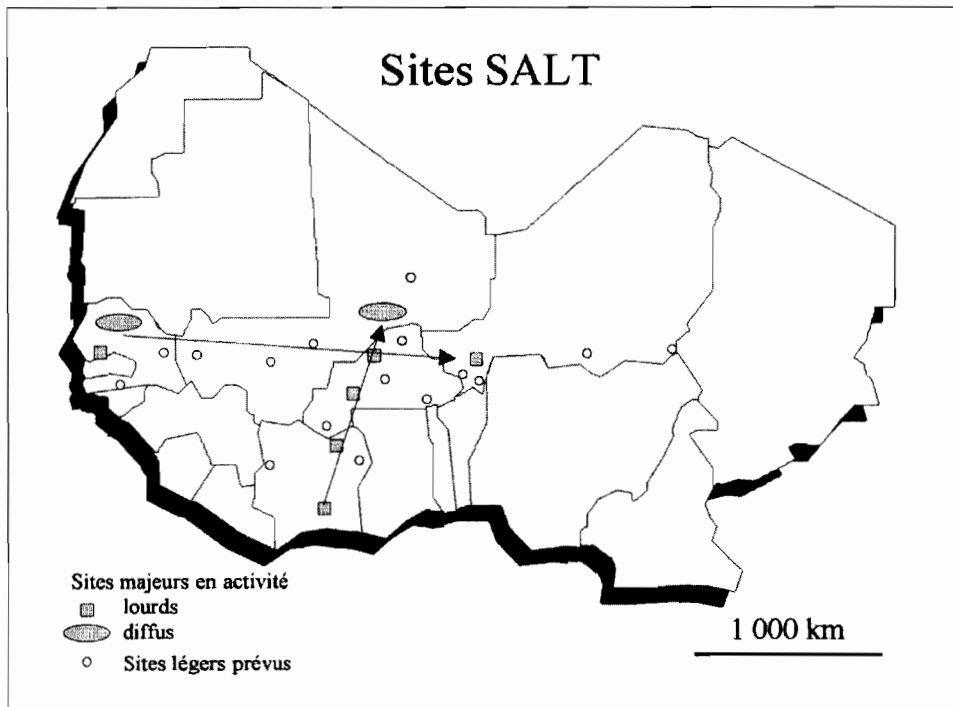 Sites SALT
Sites majeurs en activité
lourds
diffus
Sites légers prévus
1 000 km